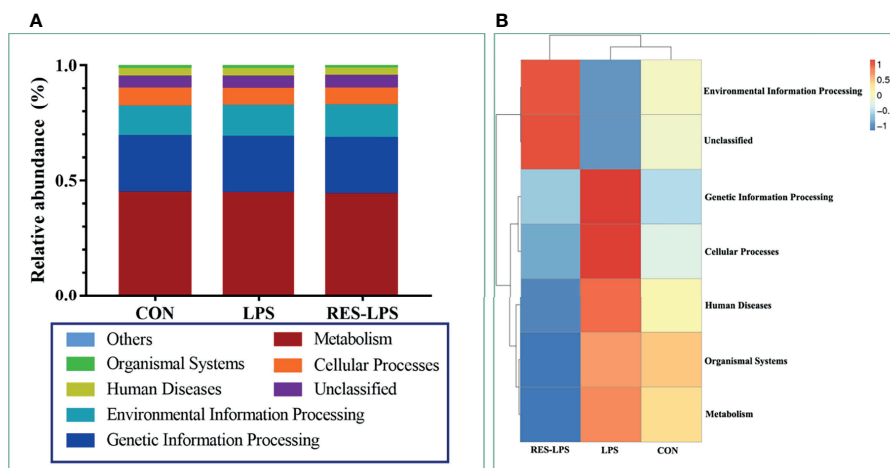 A
Relative abundance (%)
1.0
0.5
0.0
CON LPS RES-LPS
Others
Organismal Systems
Human Diseases
Environmental Information Processing
Genetic Information Processing
Metabolism
Cellular Processes
Unclassified
B
Environmental Information Processing
Unclassified
Genetic Information Processing
Cellular Processes
Human Diseases
Organismal Systems
Metabolism
RES-LPS LPS CON
1
0.5
0
−0.5
−1